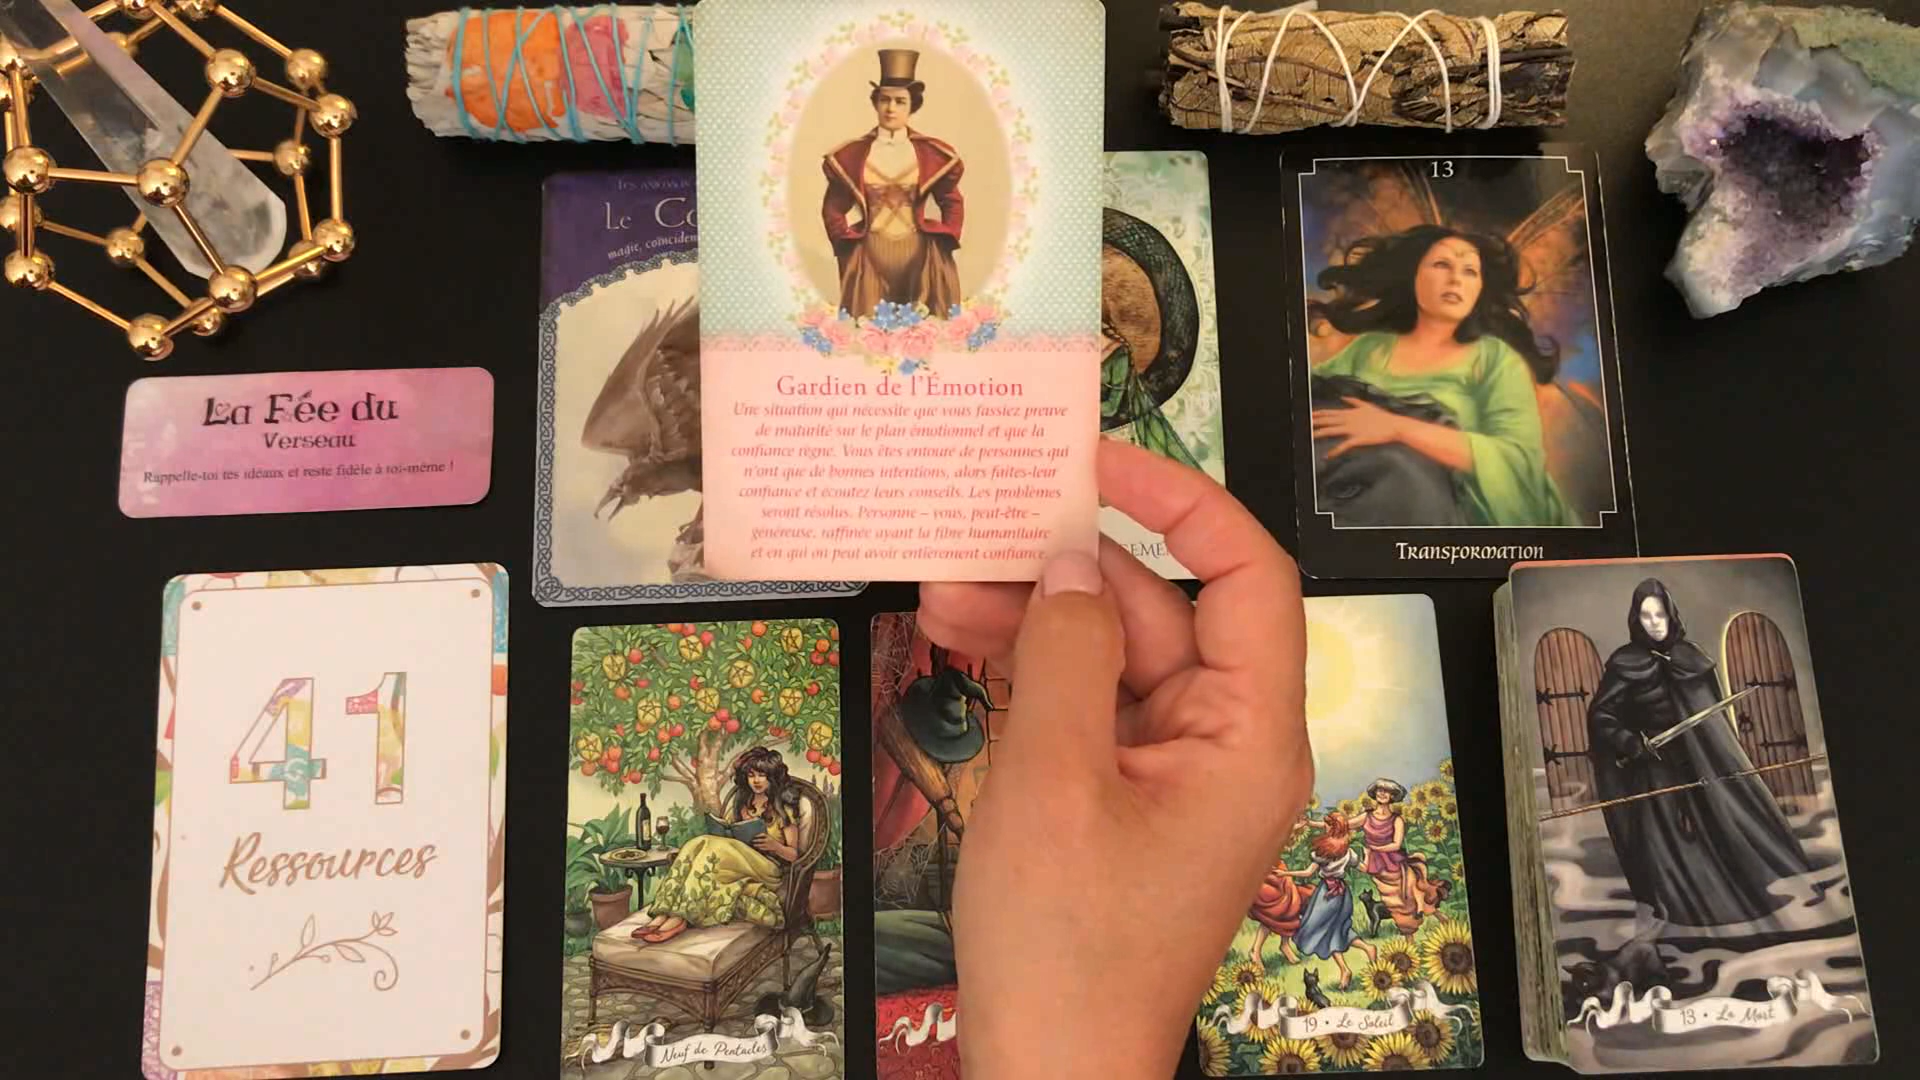 13
Le
magie,
Gardien de l'Émotion
Une situation qui nécessite que vous fassiez preuve
de maturité sur le plan émotionnel et que la
confiance règne. Vous êtes entouré de personnes qui
n'ont que de bonnes intentions, alors faites-leur
confiance et écoutez leurs conseils. Les problèmes
seront résolus. Personne – vous, peut-être –
généreuse, raffinée ayant la fibre humanitaire
et en qui on peut avoir entièrement confiance.
La Fée du
Verseau
Rappelle-toi tes idéaux et reste fidèle à toi-même !
Transformation
41
Ressources
Neuf de Pentacles
19 • Le Soleil
13 • La Mort